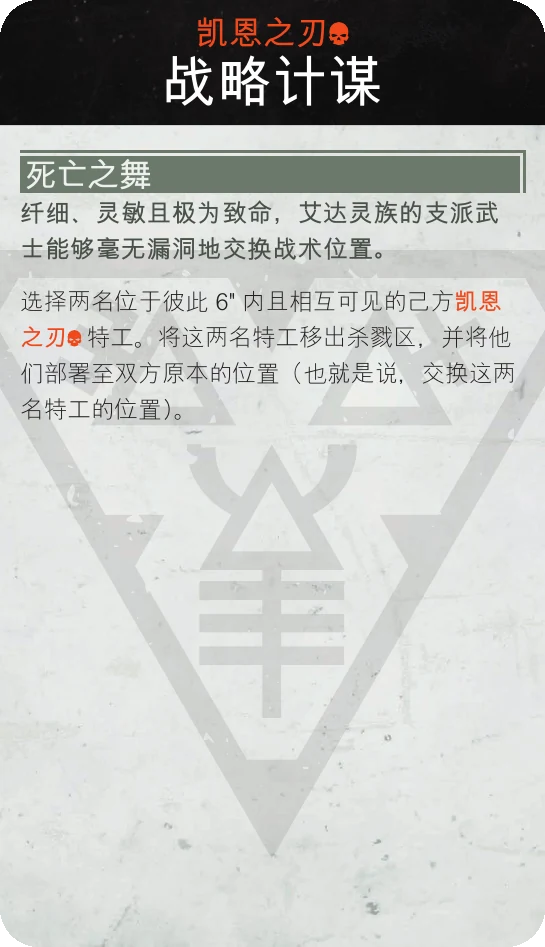 凯恩之刃
战略计谋
死亡之舞
纤细、灵敏且极为致命，艾达灵族的支派武
士能够毫无漏洞地交换战术位置。
选择两名位于彼此 6" 内且相互可见的己方凯恩
之刃 特工。将这两名特工移出杀戮区，并将他
们部署至双方原本的位置（也就是说，交换这两
名特工的位置）。